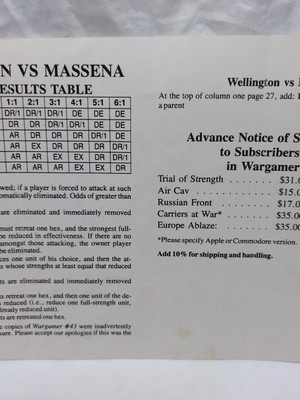 N VS MASSENA
ESULTS TABLE
1:1 2:1 3:1 4:1 5:1 6:1
DR/1 DR/1 DR/1 DE DE DE
DR DR DR/1 DR/1 DE DE
AR DR DR DR/1 DR/1 DE
AR EX DR DR DR/1 DE
AR AR EX EX DR DR/1
AR AR AR EX EX DR/1
wed; if a player is forced to attack at such
tomatically eliminated. Odds of greater than
are eliminated and immediately removed
must retreat one hex, and the strongest full-
be reduced in effectiveness. If there are no
amongst those attacking, the owner player
be eliminated.
ces one unit of his choice, and then the at-
s whose strengths at least equal that reduced
ts are eliminated and immediately removed
ts retreat one hex, and then one unit of the de-
s reduced (i.e., reduce one full-strength unit,
lready reduced unit).
ts are retreated one hex.
e copies of Wargamer #43 were inadvertently
sure. Please accept our apologies if this was the
Wellington vs
At the top of column one page 27, add:
a parent
Advance Notice of S
to Subscribers
in Wargamer
Trial of Strength . . . . . . . $31.
Air Cav . . . . . . . . . . . $15.0
Russian Front . . . . . . . . $17.0
Carriers at War* . . . . . . . $35.00
Europe Ablaze: . . . . . . . $35.00
*Please specify Apple or Commodore version.
Add 10% for shipping and handling.